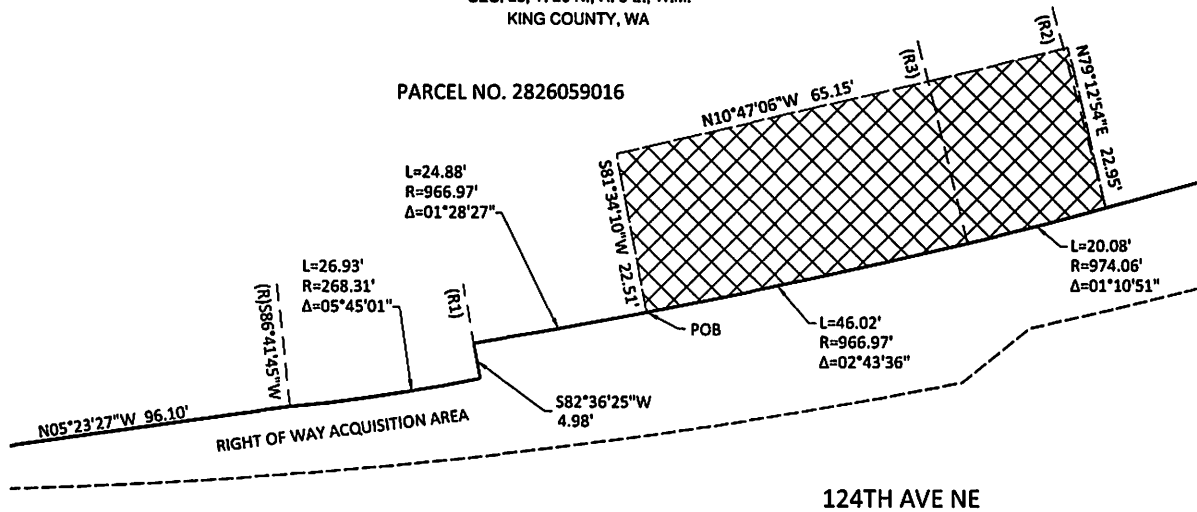 KING COUNTY, WA
PARCEL NO. 2826059016
(R2)
(R3)
N79°12'54"E 22.95'
N10°47'06"W 65.15'
L=24.88'
R=966.97'
Δ=01°28'27"
S81°34'10"W 22.51'
L=26.93'
R=268.31'
Δ=05°45'01"
(R)S86°41'45"W
(R1)
L=20.08'
R=974.06'
Δ=01°10'51"
POB
L=46.02'
R=966.97'
Δ=02°43'36"
S82°36'25"W
4.98'
N05°23'27"W 96.10'
RIGHT OF WAY ACQUISITION AREA
124TH AVE NE